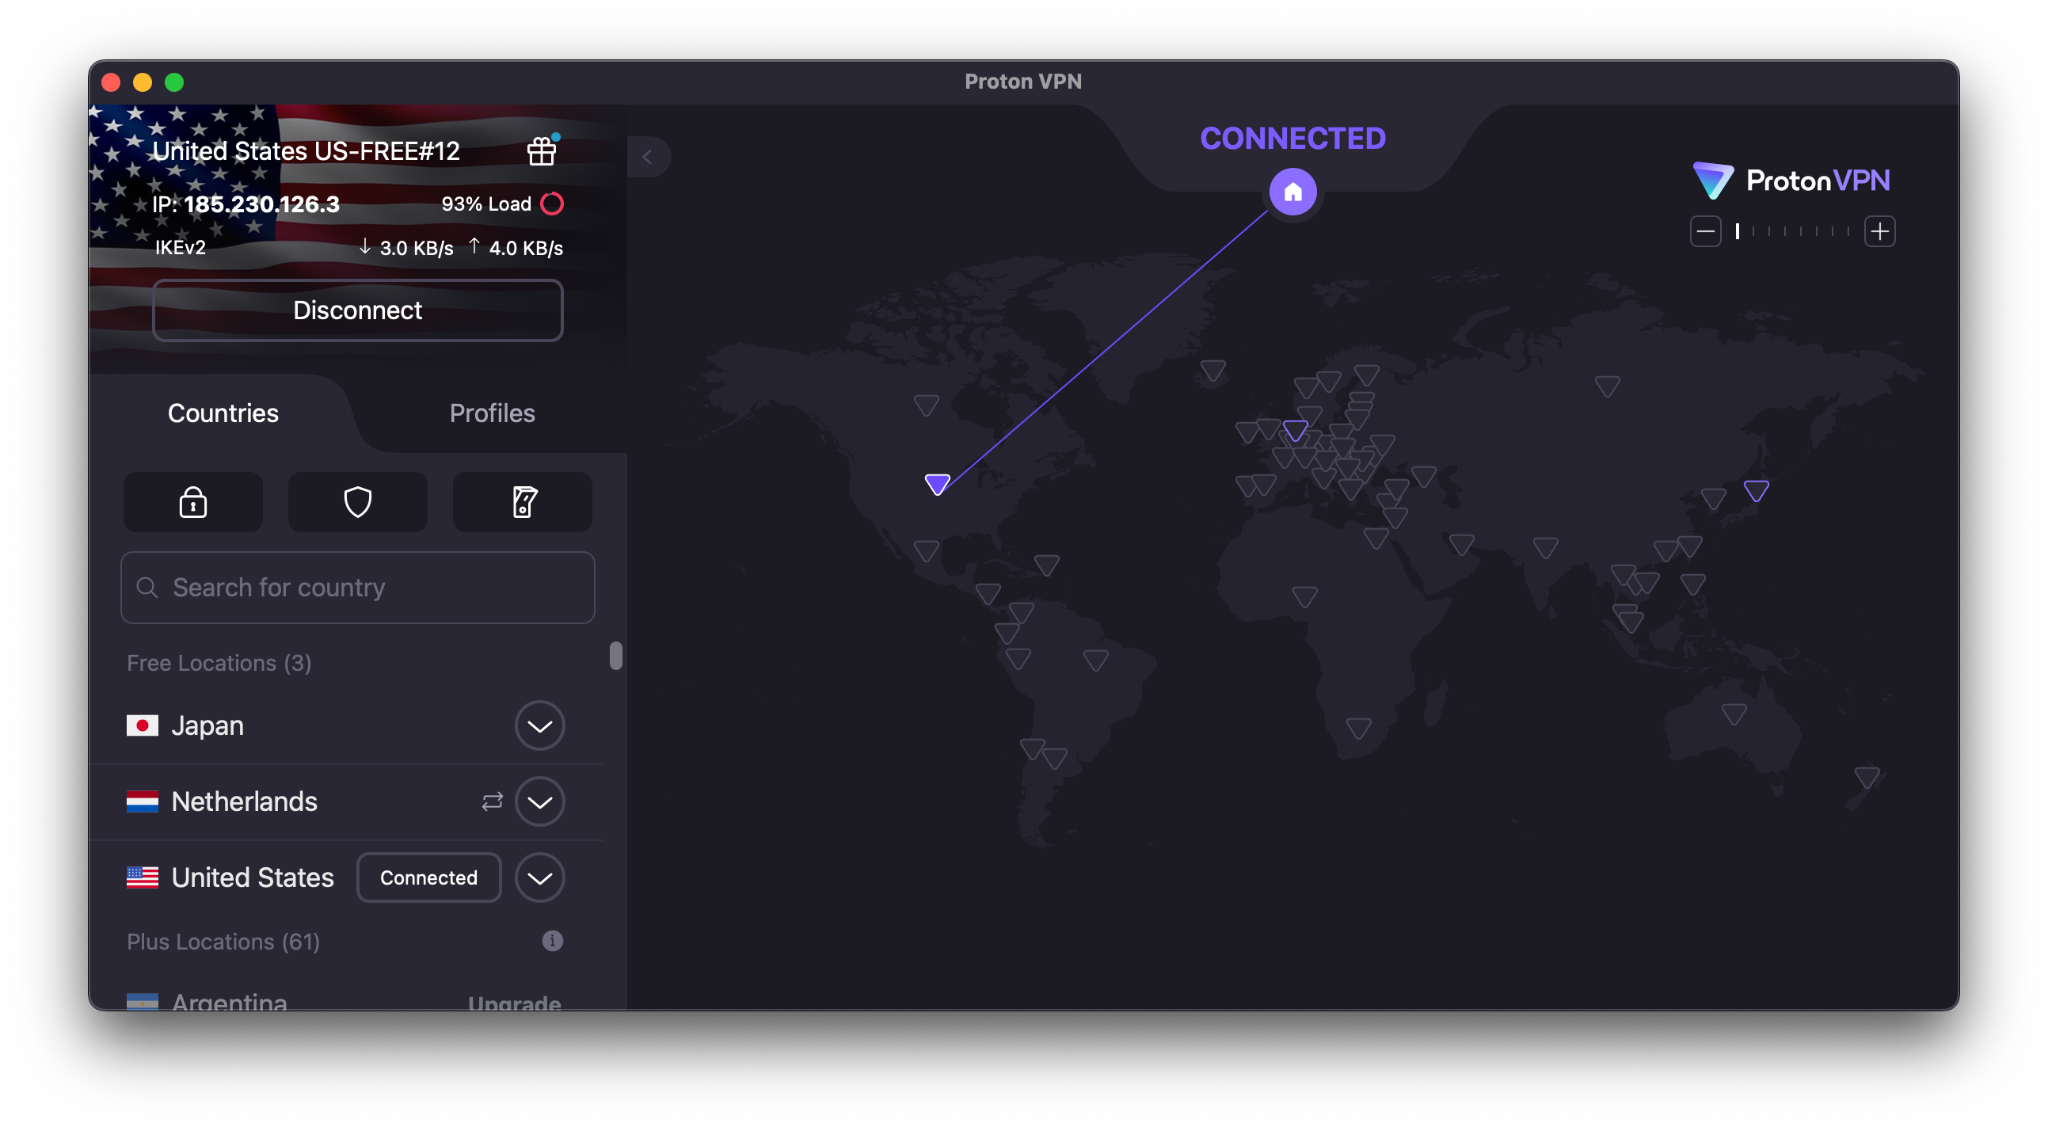 Proton VPN
United States US-FREE#12
IP: 185.230.126.3
93% Load
IKEv2
↓ 3.0 KB/s ↑ 4.0 KB/s
Disconnect
Countries
Profiles
Search for country
Free Locations (3)
Japan
Netherlands
United States
Connected
Plus Locations (61)
Argentina
Upgrade
CONNECTED
ProtonVPN